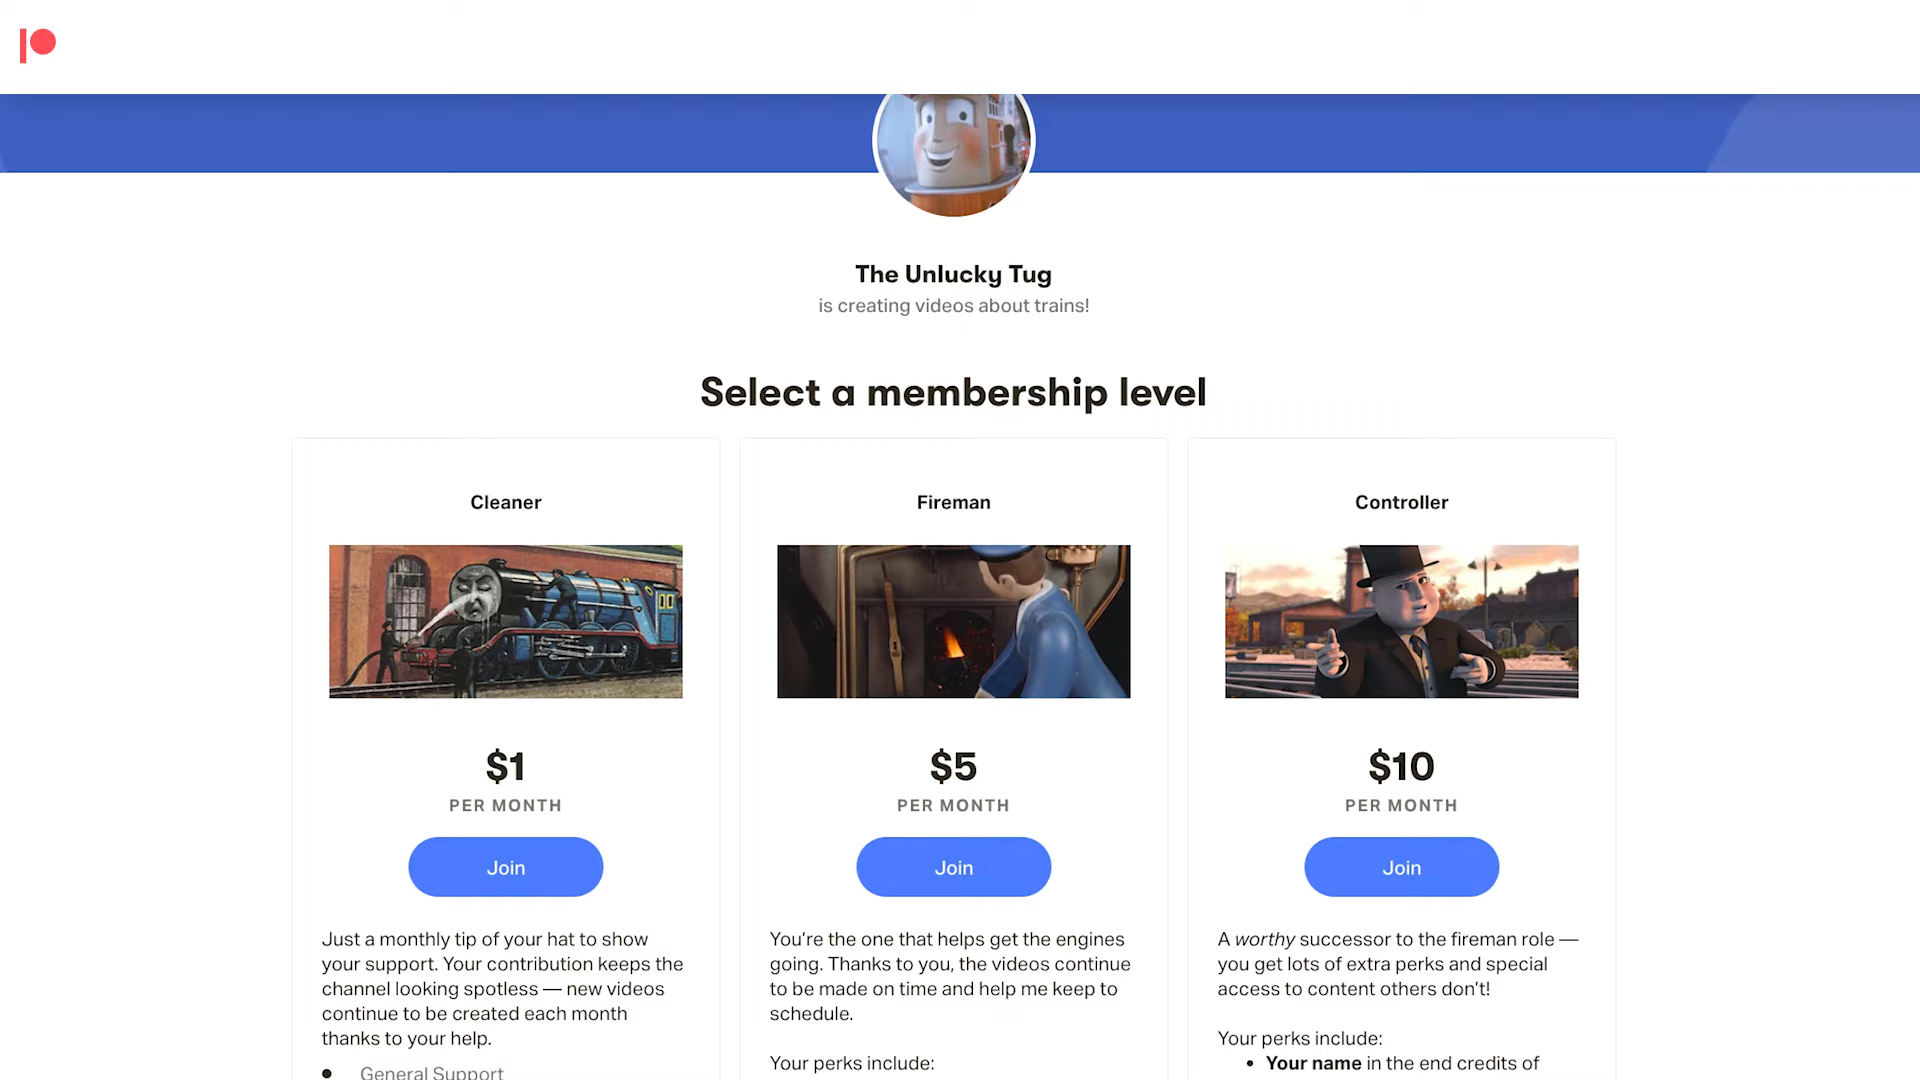 The Unlucky Tug
is creating videos about trains!
Select a membership level
Cleaner
$1
PER MONTH
Join
Just a monthly tip of your hat to show
your support. Your contribution keeps the
channel looking spotless — new videos
continue to be created each month
thanks to your help.
General Support
Fireman
$5
PER MONTH
Join
You’re the one that helps get the engines
going. Thanks to you, the videos continue
to be made on time and help me keep to
schedule.
Your perks include:
Controller
$10
PER MONTH
Join
A worthy successor to the fireman role —
you get lots of extra perks and special
access to content others don’t!
Your perks include:
• Your name in the end credits of